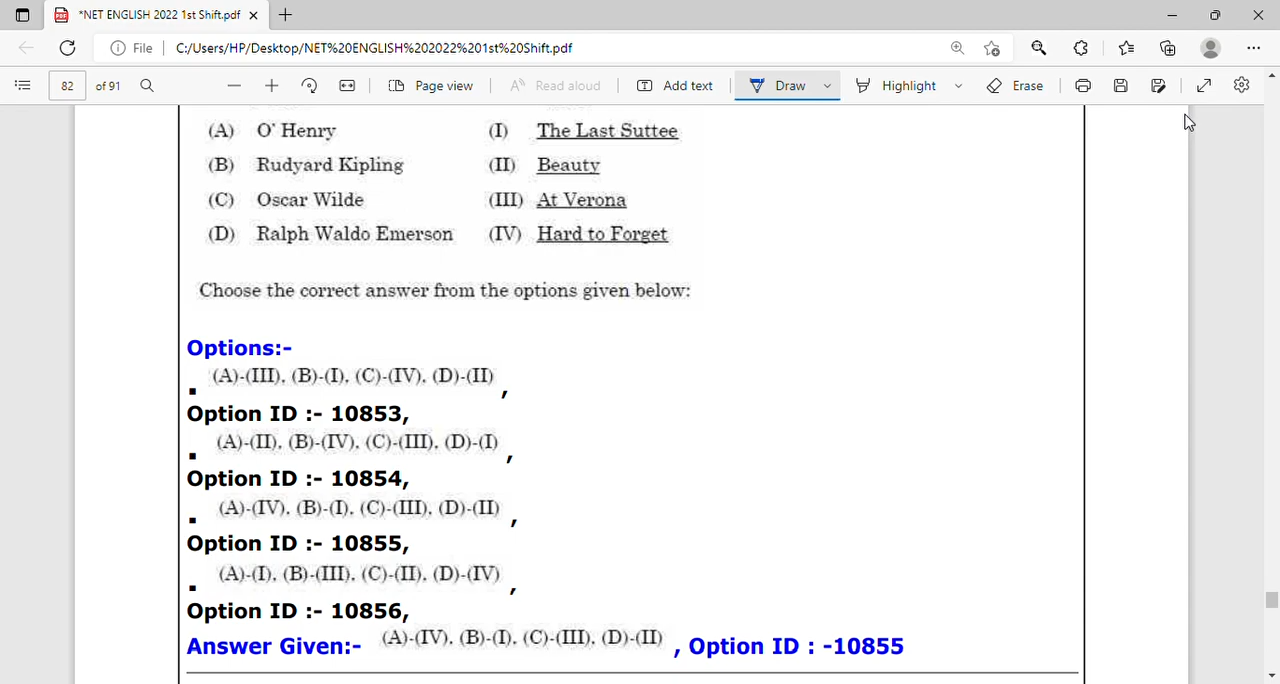 *NET ENGLISH 2022 1st Shift.pdf
File C:/Users/HP/Desktop/NET%20ENGLISH%202022%201st%20Shift.pdf
82 of 91 Page view Read aloud Add text Draw Highlight Erase
(A) O' Henry (I) The Last Suttee
(B) Rudyard Kipling (II) Beauty
(C) Oscar Wilde (III) At Verona
(D) Ralph Waldo Emerson (IV) Hard to Forget
Choose the correct answer from the options given below:
Options:-
▪ (A)-(III), (B)-(I), (C)-(IV), (D)-(II) ,
Option ID :- 10853,
▪ (A)-(II), (B)-(IV), (C)-(III), (D)-(I) ,
Option ID :- 10854,
▪ (A)-(IV), (B)-(I), (C)-(III), (D)-(II) ,
Option ID :- 10855,
▪ (A)-(I), (B)-(III), (C)-(II), (D)-(IV) ,
Option ID :- 10856,
Answer Given:- (A)-(IV), (B)-(I), (C)-(III), (D)-(II) , Option ID : -10855